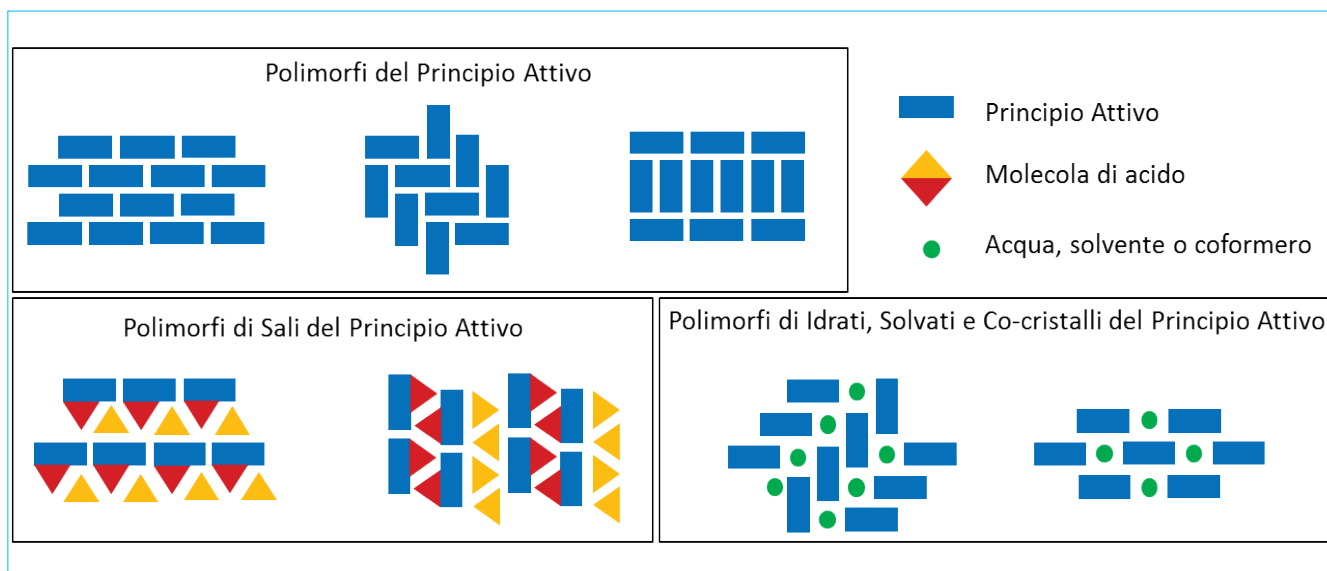 Polimorfi del Principio Attivo
Principio Attivo
Molecola di acido
Acqua, solvente o coformero
Polimorfi di Sali del Principio Attivo
Polimorfi di Idrati, Solvati e Co-cristalli del Principio Attivo